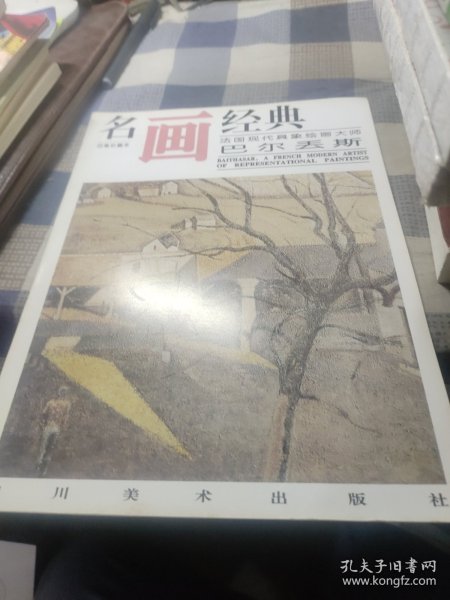 名画经典
法国现代具象绘画大师
巴尔丢斯
BALTHASAR, A FRENCH MODERN ARTIST
OF REPRESENTATIONAL PAINTINGS
川美术出版社
孔夫子旧书网
www.kongfz.com